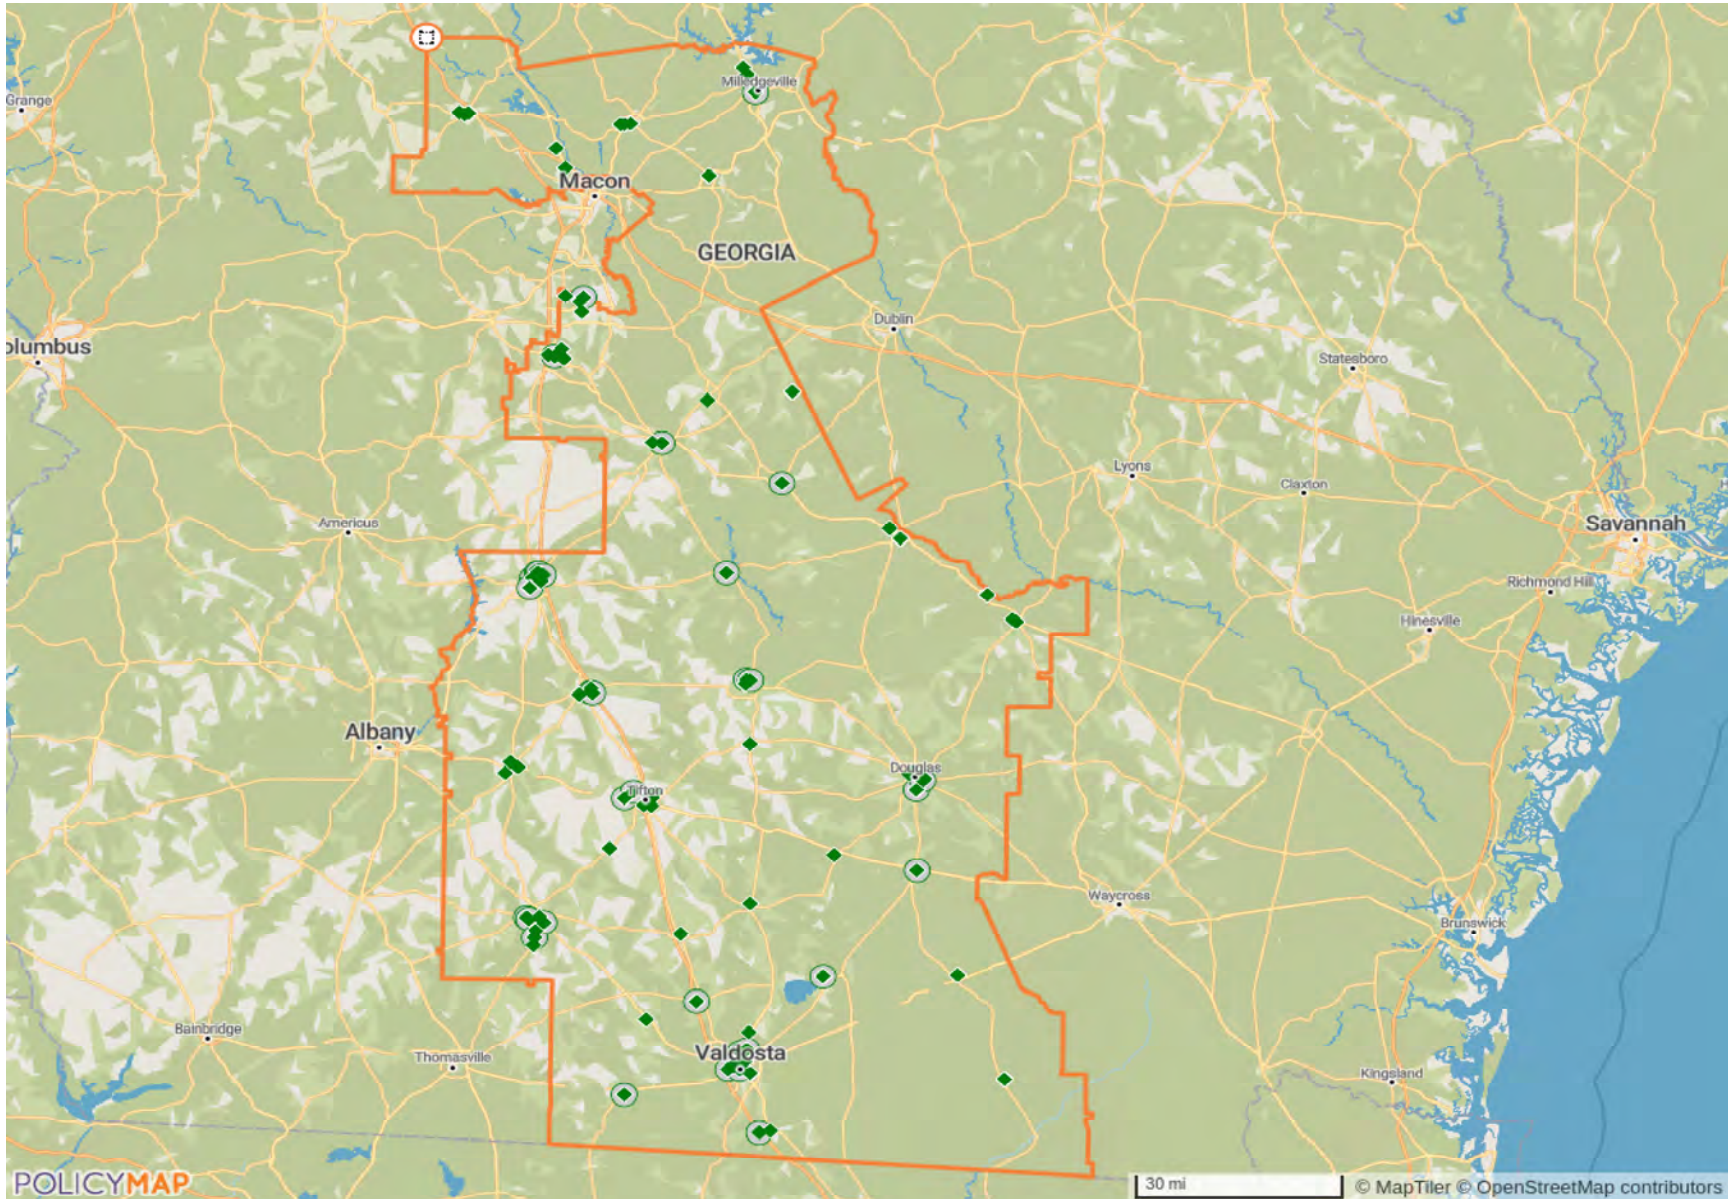 Grange
Milledgeville
Macon
GEORGIA
Dublin
olumbus
Statesboro
Lyons
Claxton
Americus
Savannah
Richmond Hill
Hinesville
Albany
Douglas
Tifton
Waycross
Brunswick
Bainbridge
Valdosta
Thomasville
Kingsland
POLICYMAP
30 mi
© MapTiler © OpenStreetMap contributors